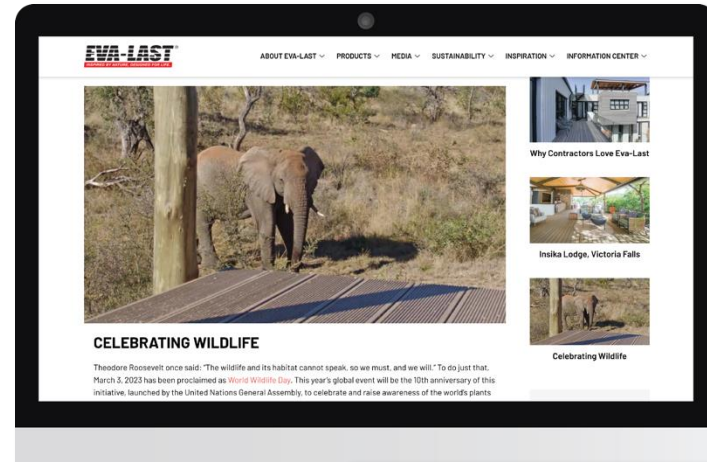 EVA-LAST®
INSPIRED BY NATURE. DESIGNED FOR LIFE.
ABOUT EVA-LAST PRODUCTS MEDIA SUSTAINABILITY INSPIRATION INFORMATION CENTER
Why Contractors Love Eva-Last
Insika Lodge, Victoria Falls
Celebrating Wildlife
CELEBRATING WILDLIFE
Theodore Roosevelt once said: "The wildlife and its habitat cannot speak, so we must, and we will." To do just that,
March 3, 2023 has been proclaimed as World Wildlife Day. This year's global event will be the 10th anniversary of this
initiative, launched by the United Nations General Assembly, to celebrate and raise awareness of the world's plants